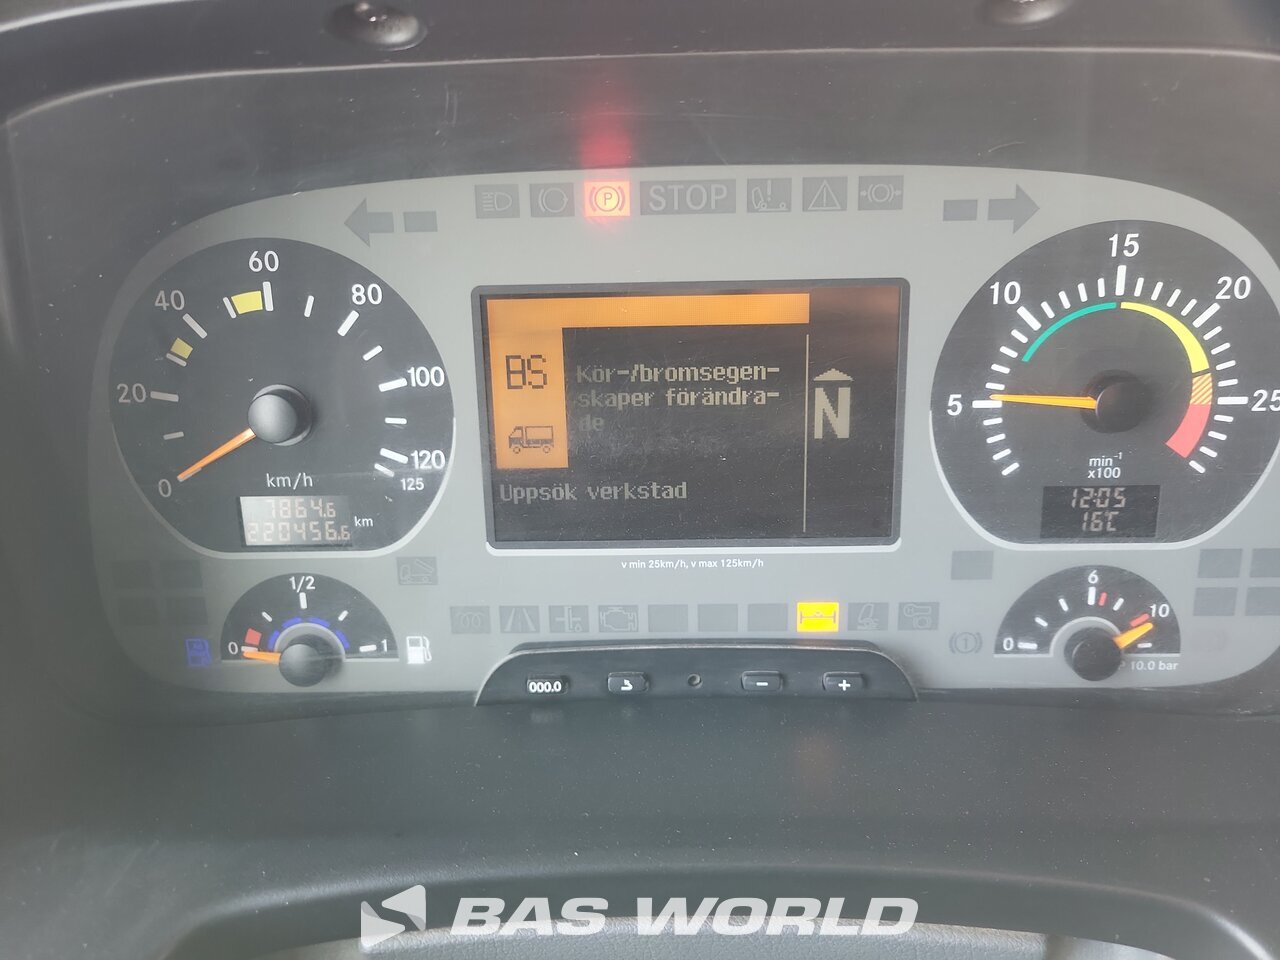 STOP
60
40
80
20
100
0
120
125
km/h
7864.6
220456.6 km
BS
Kör-/bromsegen-
skaper förändra-
de
N
Uppsök verkstad
v min 25km/h, v max 125km/h
15
10
20
5
25
min⁻¹
x100
12:05
16°C
1/2
0
1
6
0
10
10.0 bar
000.0
−
+
BAS WORLD